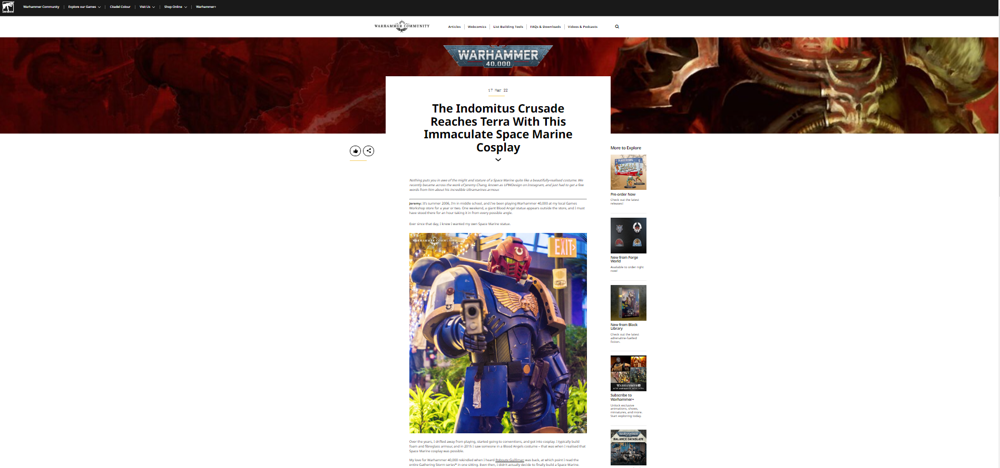 Warhammer Community
Explore our Games
Citadel Colour
Visit Us
Shop Online
Warhammer+
WARHAMMER COMMUNITY
Articles
Webcomics
List Building Tools
FAQs & Downloads
Videos & Podcasts
WARHAMMER
40,000
17 Mar 22
The Indomitus Crusade
Reaches Terra With This
Immaculate Space Marine
Cosplay
Nothing puts you in awe of the might and stature of a Space Marine quite like a beautifully-realised costume. We
recently became across the work of Jeremy Chang, known as UPWDesign on Instagram, and just had to get a few
words from him about his incredible Ultramarines armour.
Jeremy: It's summer 2006, I'm in middle school, and I've been playing Warhammer 40,000 at my local Games
Workshop store for a year or two. One weekend, a giant Blood Angel statue appears outside the store, and I must
have stood there for an hour taking it in from every possible angle.
Ever since that day, I knew I wanted my own Space Marine statue.
WARHAMMER COMMUNITY
EXIT
Over the years, I drifted away from playing, started going to conventions, and got into cosplay. I typically build
foam and fibreglass armour, and in 2015 I saw someone in a Blood Angels costume – that was when I realised that
Space Marine cosplay was possible.
My love for Warhammer 40,000 rekindled when I heard Roboute Guilliman was back, at which point I read the
entire Gathering Storm series* in one sitting. Even then, I didn't actually decide to finally build a Space Marine.
More to Explore
BLOOD BOWL
Pre-order Now
Check out the latest
releases!
New from Forge
World
Available to order right
now!
New from Black
Library
Check out the latest
adrenaline-fuelled
fiction.
WARHAMMER+
Subscribe to
Warhammer+
Unlock exclusive
animations, shows,
miniatures, and more.
Start exploring today.
WARHAMMER
BALANCE DATASLATE